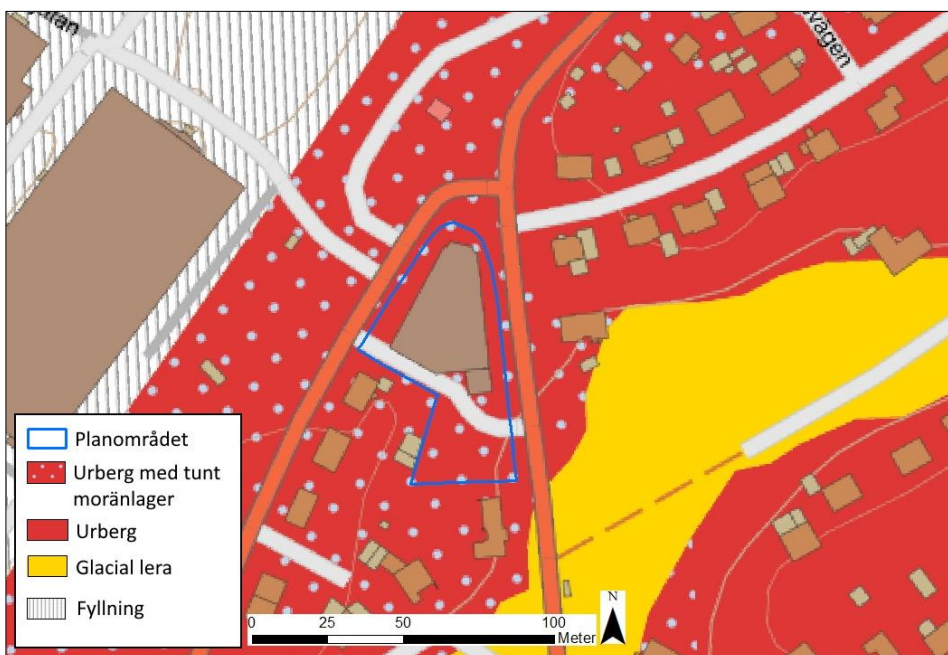 Planområdet
Urberg med tunt
moränlager
Urberg
Glacial lera
Fyllning
0 25 50 100
Meter
N